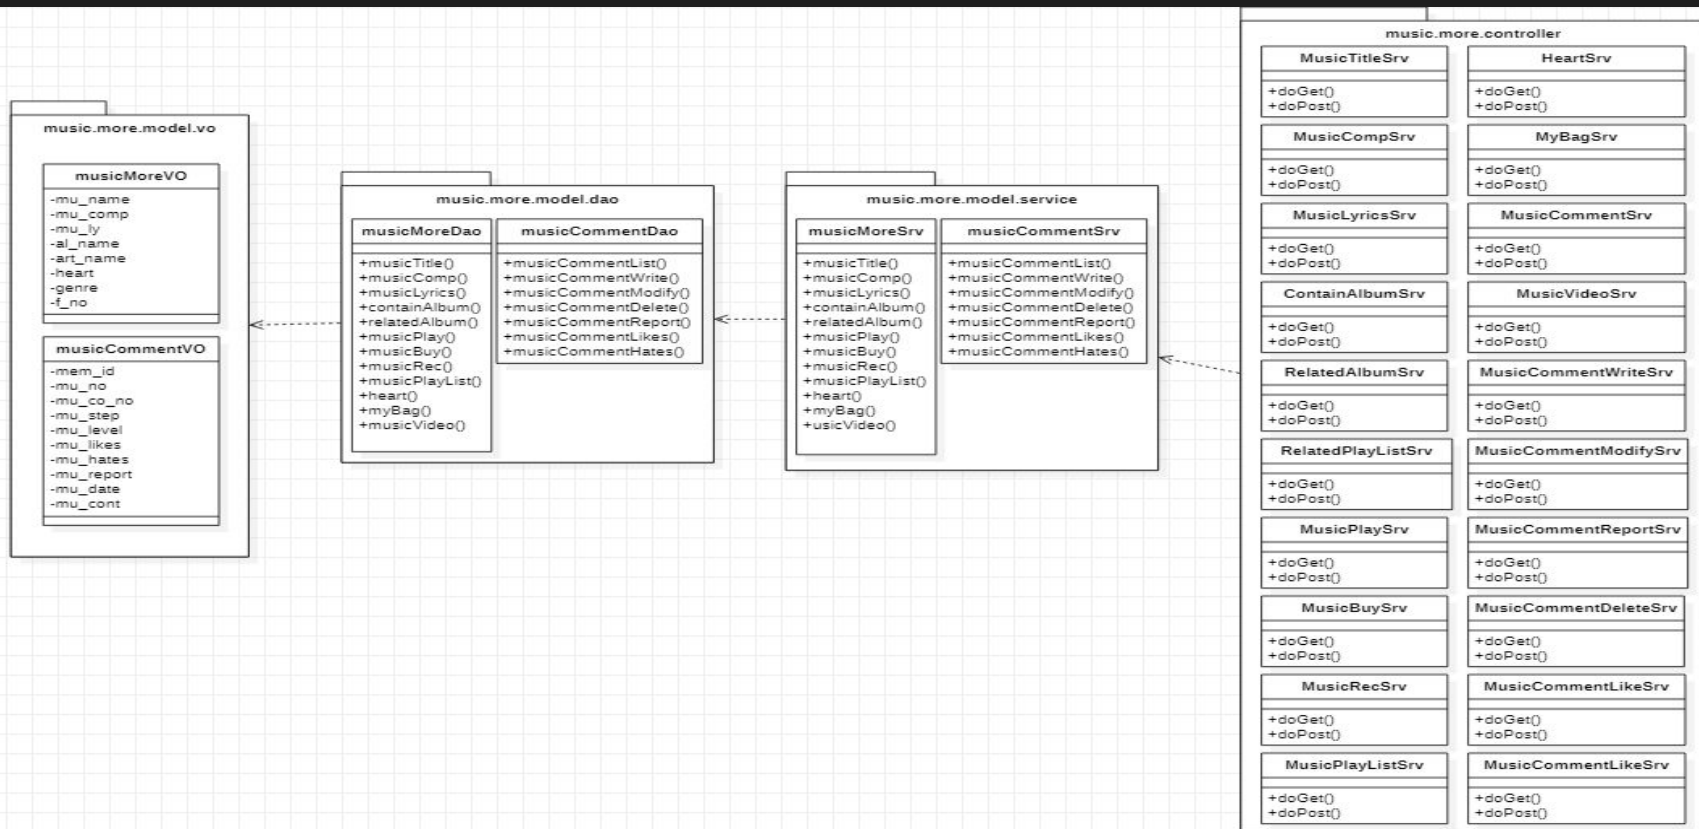 music.more.model.vo
musicMoreVO
-mu_name
-mu_comp
-mu_ly
-al_name
-art_name
-heart
-genre
-f_no
musicCommentVO
-mem_id
-mu_no
-mu_co_no
-mu_step
-mu_level
-mu_likes
-mu_hates
-mu_report
-mu_date
-mu_cont
music.more.model.dao
musicMoreDao
+musicTitle()
+musicComp()
+musicLyrics()
+containAlbum()
+relatedAlbum()
+musicPlay()
+musicBuy()
+musicRec()
+musicPlayList()
+heart()
+myBag()
+musicVideo()
musicCommentDao
+musicCommentList()
+musicCommentWrite()
+musicCommentModify()
+musicCommentDelete()
+musicCommentReport()
+musicCommentLikes()
+musicCommentHates()
music.more.model.service
musicMoreSrv
+musicTitle()
+musicComp()
+musicLyrics()
+containAlbum()
+relatedAlbum()
+musicPlay()
+musicBuy()
+musicRec()
+musicPlayList()
+heart()
+myBag()
+usicVideo()
musicCommentSrv
+musicCommentList()
+musicCommentWrite()
+musicCommentModify()
+musicCommentDelete()
+musicCommentReport()
+musicCommentLikes()
+musicCommentHates()
music.more.controller
MusicTitleSrv
+doGet()
+doPost()
MusicCompSrv
+doGet()
+doPost()
MusicLyricsSrv
+doGet()
+doPost()
ContainAlbumSrv
+doGet()
+doPost()
RelatedAlbumSrv
+doGet()
+doPost()
RelatedPlayListSrv
+doGet()
+doPost()
MusicPlaySrv
+doGet()
+doPost()
MusicBuySrv
+doGet()
+doPost()
MusicRecSrv
+doGet()
+doPost()
MusicPlayListSrv
+doGet()
+doPost()
HeartSrv
+doGet()
+doPost()
MyBagSrv
+doGet()
+doPost()
MusicCommentSrv
+doGet()
+doPost()
MusicVideoSrv
+doGet()
+doPost()
MusicCommentWriteSrv
+doGet()
+doPost()
MusicCommentModifySrv
+doGet()
+doPost()
MusicCommentReportSrv
+doGet()
+doPost()
MusicCommentDeleteSrv
+doGet()
+doPost()
MusicCommentLikeSrv
+doGet()
+doPost()
MusicCommentLikeSrv
+doGet()
+doPost()